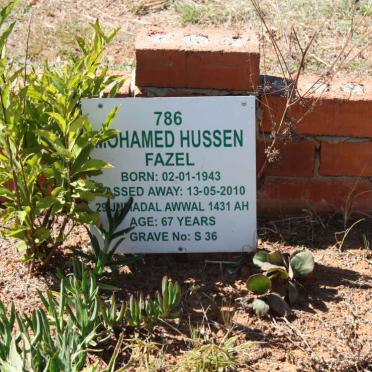 786
MOHAMED HUSSEN
FAZEL
BORN: 02-01-1943
PASSED AWAY: 13-05-2010
29 JUMADAL AWWAL 1431 AH
AGE: 67 YEARS
GRAVE No: S 36